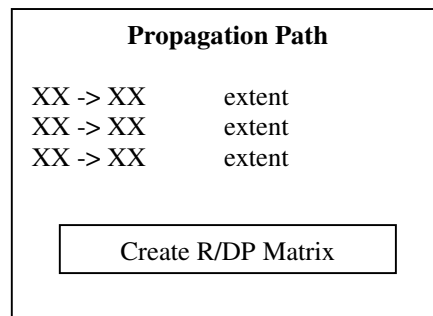 Propagation Path
XX -> XX extent
XX -> XX extent
XX -> XX extent
Create R/DP Matrix